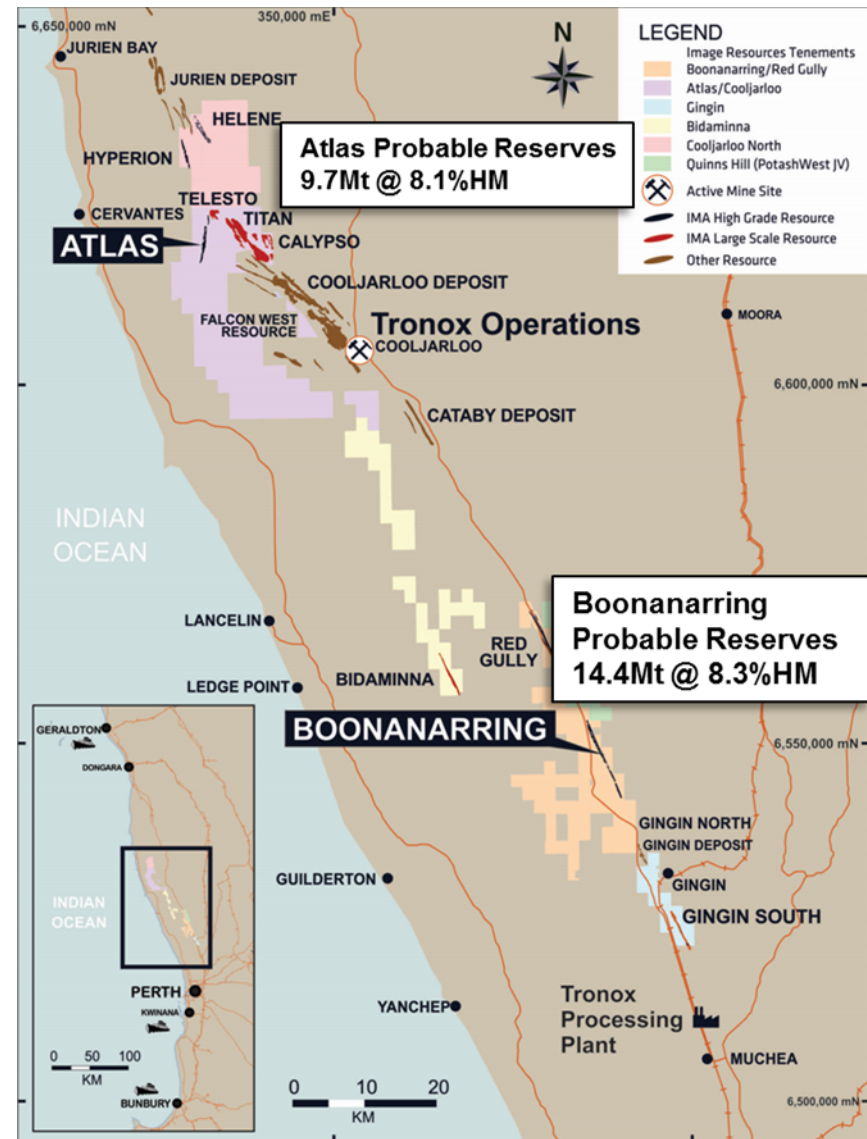 6,650,000 mN
350,000 mE
JURIEN BAY
JURIEN DEPOSIT
N
LEGEND
Image Resources Tenements
Boonanarring/Red Gully
Atlas/Cooljarloo
Gingin
Bidaminna
Cooljarloo North
Quinns Hill (PotashWest JV)
Active Mine Site
IMA High Grade Resource
IMA Large Scale Resource
Other Resource
HELENE
HYPERION
Atlas Probable Reserves
9.7Mt @ 8.1%HM
TELESTO
CERVANTES
TITAN
ATLAS
CALYPSO
COOLJARLOO DEPOSIT
FALCON WEST
RESOURCE
Tronox Operations
COOLJARLOO
MOORA
6,600,000 mN
CATABY DEPOSIT
INDIAN
OCEAN
Boonanarring
Probable Reserves
14.4Mt @ 8.3%HM
LANCELIN
RED
GULLY
BIDAMINNA
LEDGE POINT
BOONANARRING
6,550,000 mN
GERALDTON
DONGARA
INDIAN
OCEAN
PERTH
KWINANA
0 50 100
KM
BUNBURY
GINGIN NORTH
GINGIN DEPOSIT
GUILDERTON
GINGIN
GINGIN SOUTH
YANCHEP
Tronox
Processing
Plant
MUCHEA
0 10 20
KM
6,500,000 mN